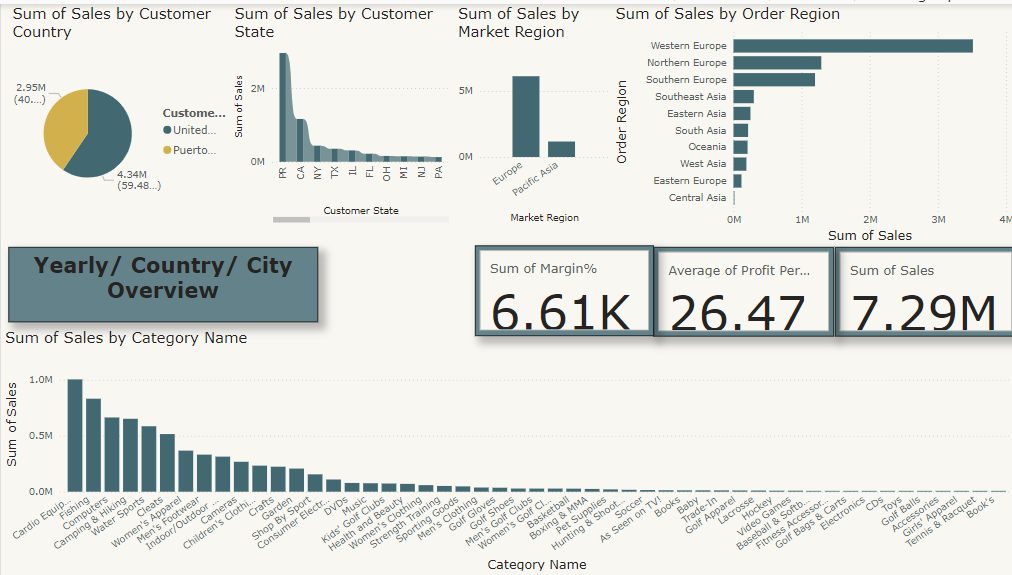 Sum of Sales by Customer
Country
2.95M
(40....)
Custome...
United...
Puerto...
4.34M
(59.48...)
Sum of Sales by Customer
State
Sum of Sales
2M
0M
PR
CA
NY
TX
IL
FL
OH
MI
NJ
PA
Customer State
Sum of Sales by
Market Region
5M
0M
Europe
Pacific Asia
Market Region
Sum of Sales by Order Region
Order Region
Western Europe
Northern Europe
Southern Europe
Southeast Asia
Eastern Asia
South Asia
Oceania
West Asia
Eastern Europe
Central Asia
0M
1M
2M
3M
4M
Sum of Sales
Yearly/ Country/ City
Overview
Sum of Margin%
6.61K
Average of Profit Per...
26.47
Sum of Sales
7.29M
Sum of Sales by Category Name
Sum of Sales
1.0M
0.5M
0.0M
Cardio Equip...
Fishing
Computers
Camping & Hiking
Water Sports
Cleats
Women's Apparel
Men's Footwear
Indoor/Outdoor ...
Cameras
Children's Clothi...
Crafts
Garden
Shop By Sport
Consumer Electr...
DVDs
Music
Kids' Golf Clubs
Health and Beauty
Women's Clothing
Strength Training
Sporting Goods
Men's Clothing
Golf Gloves
Golf Shoes
Men's Golf Clubs
Women's Golf Cl...
Basketball
Boxing & MMA
Pet Supplies
Hunting & Shoot...
Soccer
As Seen on TV!
Books
Baby
Trade-In
Golf Apparel
Lacrosse
Hockey
Video Games
Baseball & Softb...
Fitness Accessor...
Golf Bags & Carts
Electronics
CDs
Toys
Golf Balls
Accessories
Girls' Apparel
Tennis & Racquet
Book's
Category Name